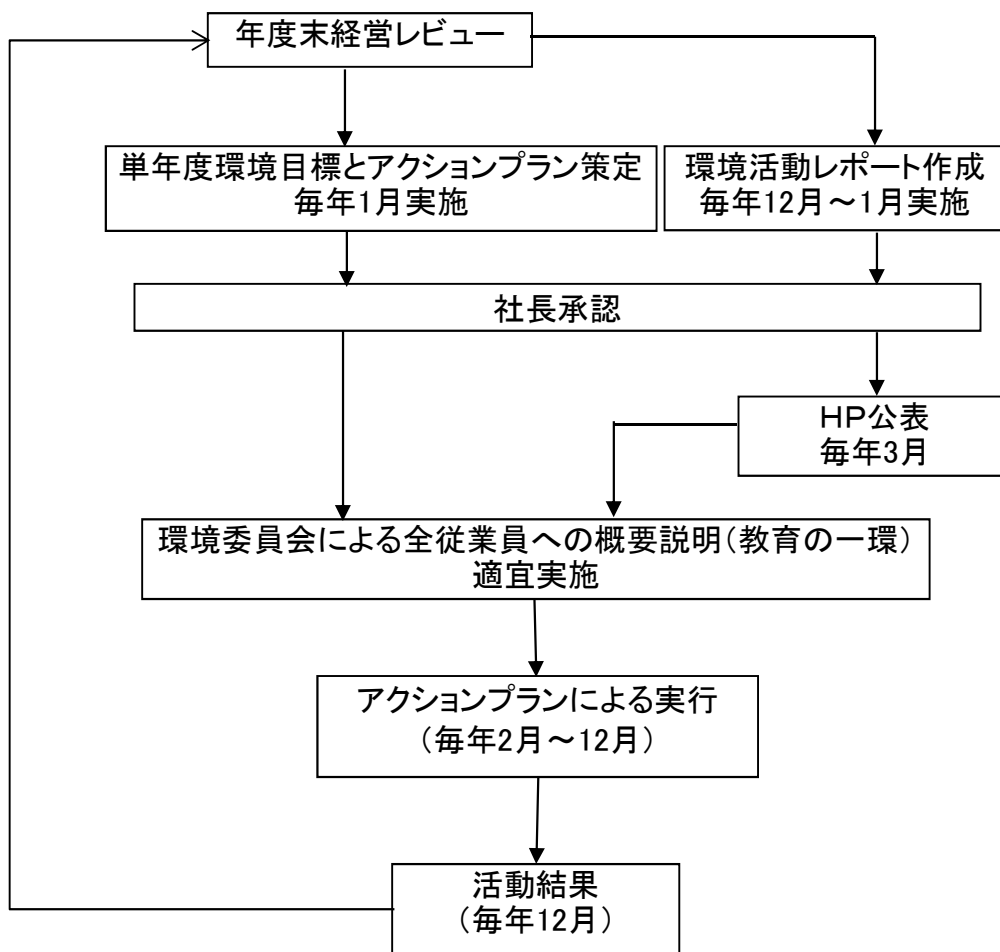 年度末経営レビュー
単年度環境目標とアクションプラン策定
毎年1月実施
環境活動レポート作成
毎年12月～1月実施
社長承認
ＨＰ公表
毎年3月
環境委員会による全従業員への概要説明（教育の一環）
適宜実施
アクションプランによる実行
（毎年2月～12月）
活動結果
（毎年12月）